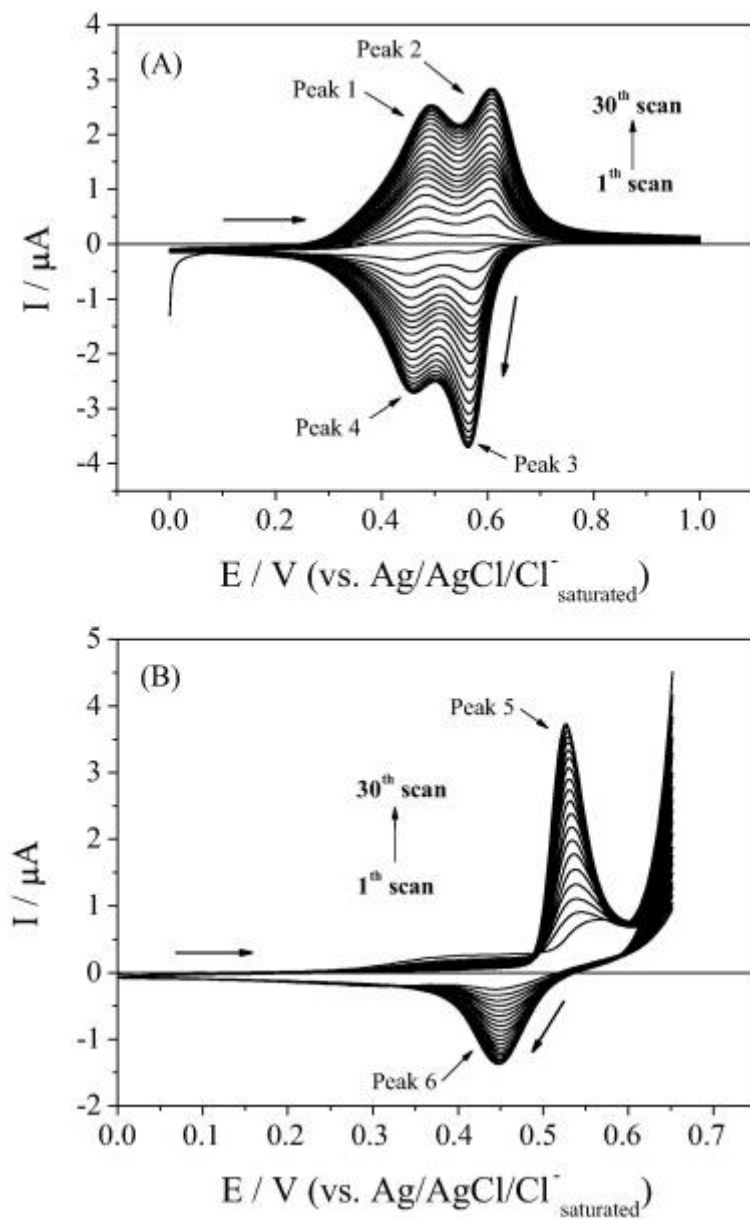 (A)
Peak 2
Peak 1
30th scan
1th scan
Peak 4
Peak 3
4
3
2
1
0
-1
-2
-3
-4
I / μA
0.0 0.2 0.4 0.6 0.8 1.0
E / V (vs. Ag/AgCl/Cl-saturated)
(B)
Peak 5
30th scan
1th scan
Peak 6
5
4
3
2
1
0
-1
-2
I / μA
0.0 0.1 0.2 0.3 0.4 0.5 0.6 0.7
E / V (vs. Ag/AgCl/Cl-saturated)